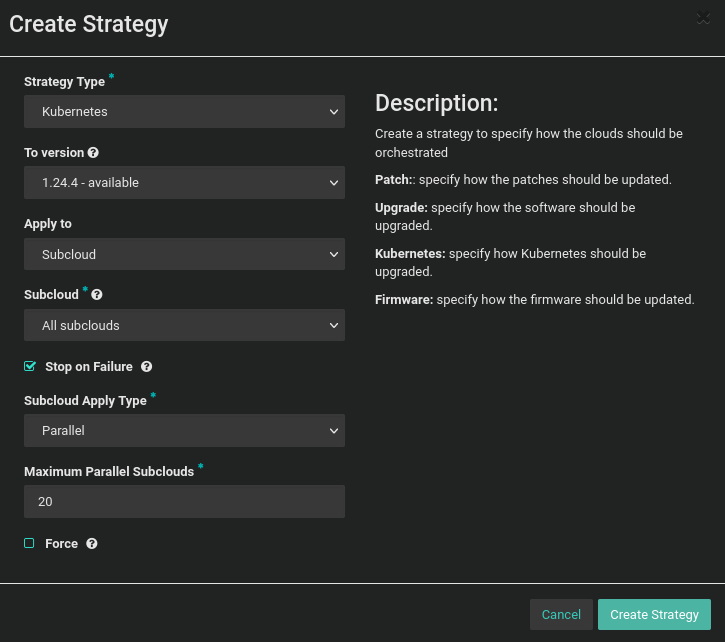 Create Strategy
Strategy Type *
Kubernetes
To version
1.24.4 - available
Apply to
Subcloud
Subcloud *
All subclouds
Stop on Failure
Subcloud Apply Type *
Parallel
Maximum Parallel Subclouds *
20
Force
Description:
Create a strategy to specify how the clouds should be
orchestrated
Patch:: specify how the patches should be updated.
Upgrade: specify how the software should be
upgraded.
Kubernetes: specify how Kubernetes should be
upgraded.
Firmware: specify how the firmware should be updated.
Cancel
Create Strategy